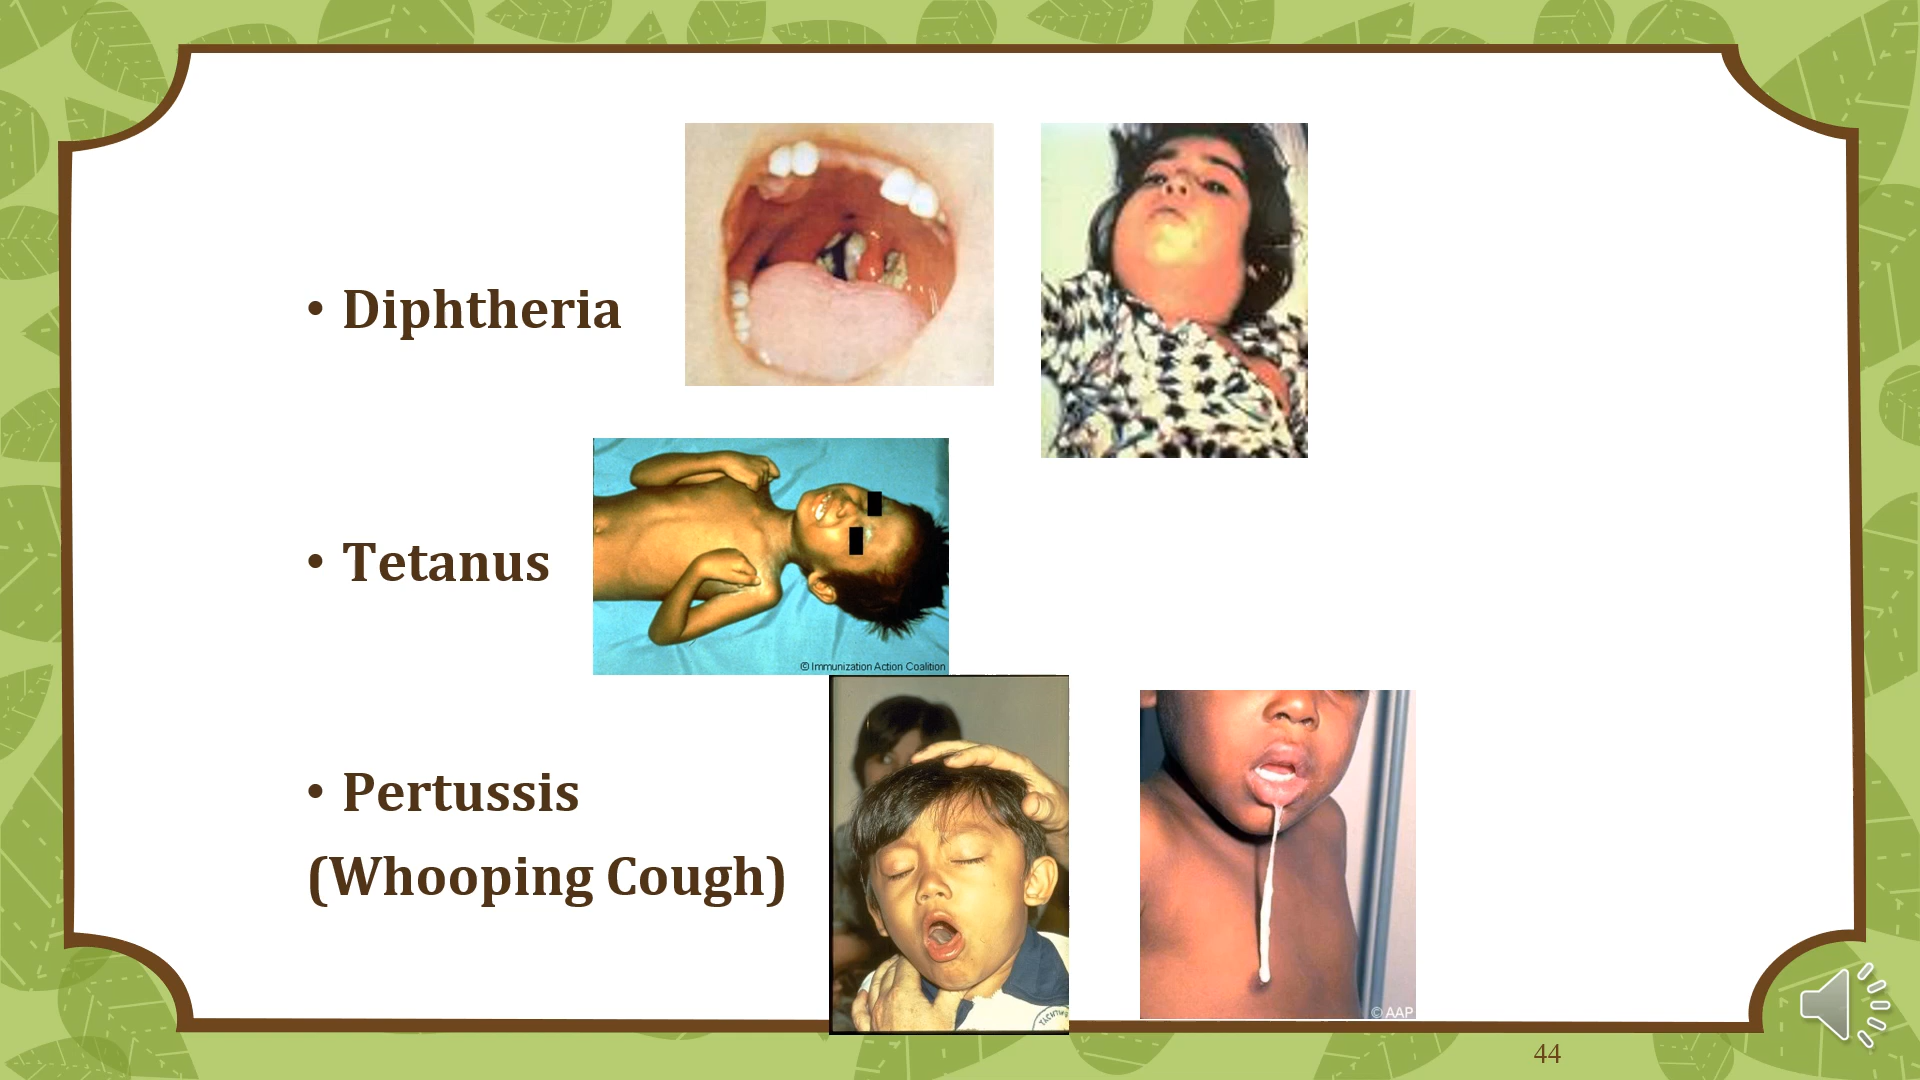 • Diphtheria
• Tetanus
© Immunization Action Coalition
• Pertussis
(Whooping Cough)
© AAP
44